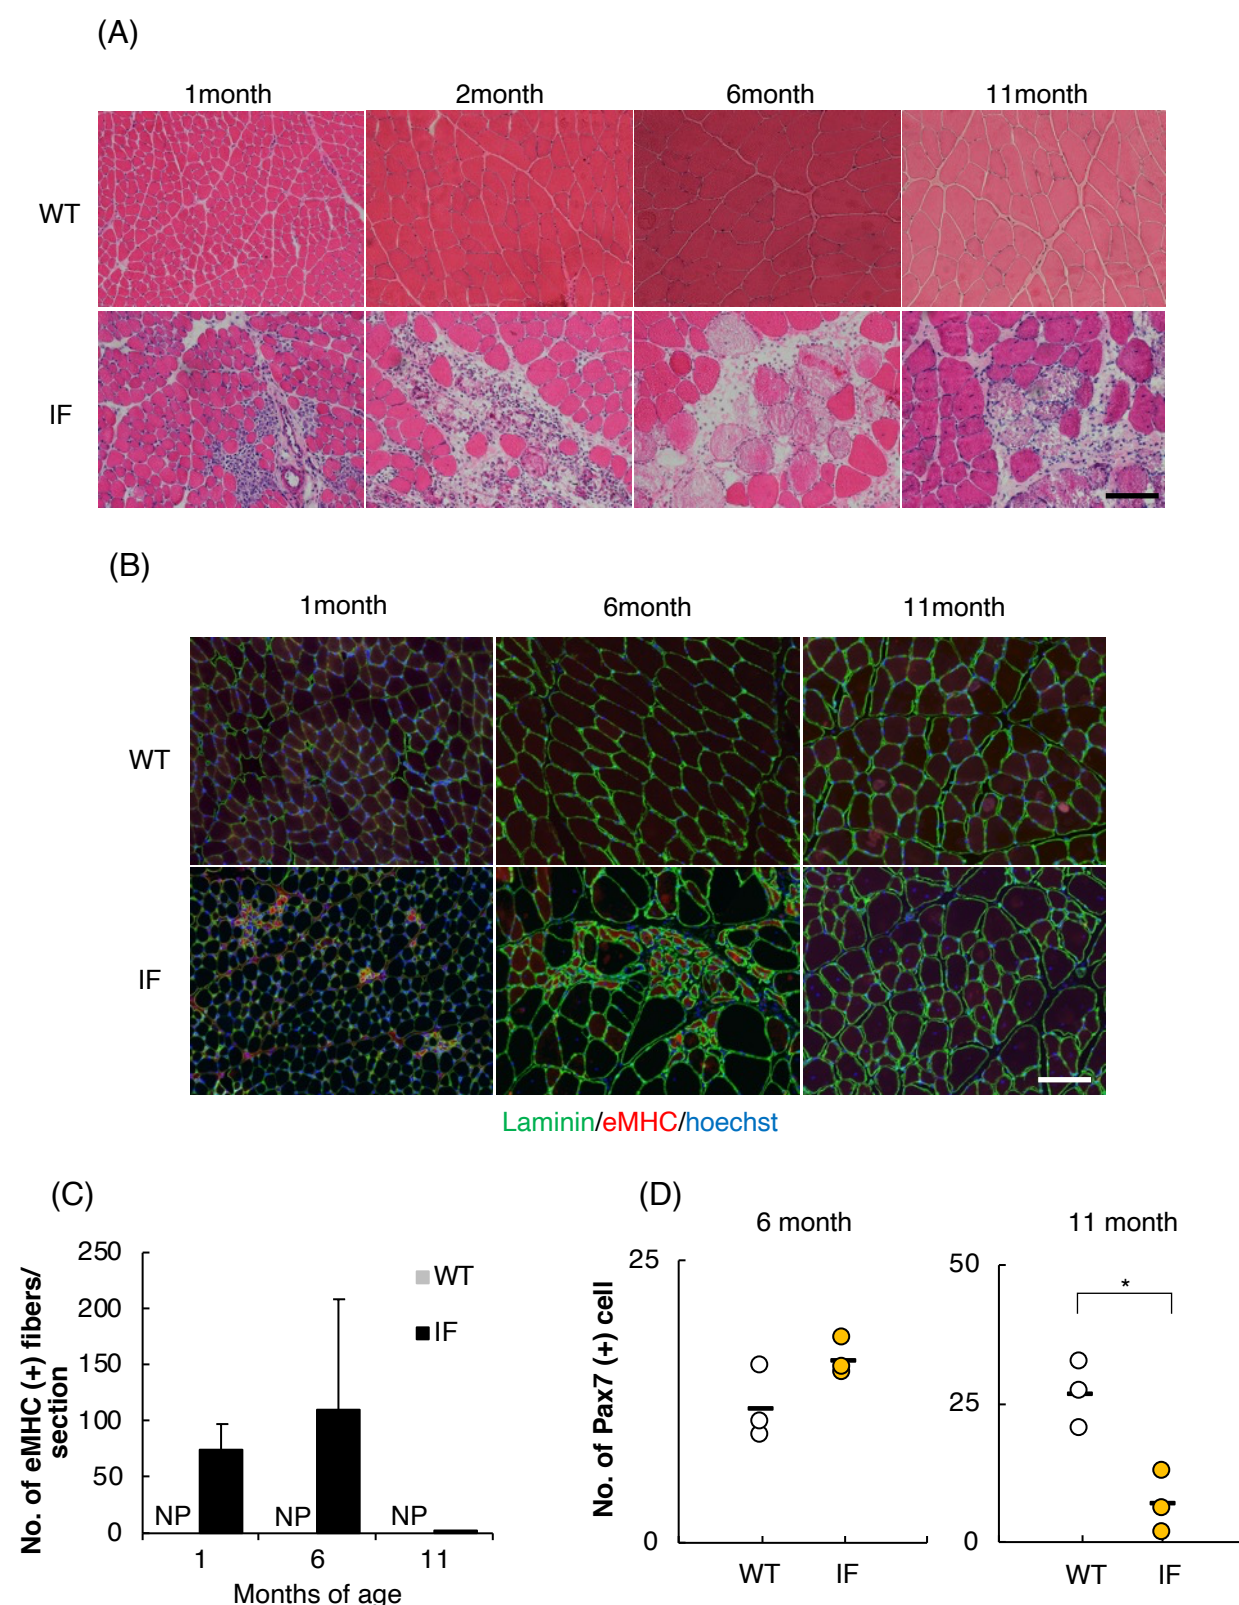 (A)
1month 2month 6month 11month
WT
IF
(B)
1month 6month 11month
WT
IF
Laminin/eMHC/hoechst
(C)
No. of eMHC (+) fibers/
section
250
200
150
100
50
0
WT
IF
NP NP NP
1 6 11
Months of age
(D)
6 month 11 month
No. of Pax7 (+) cell
25
0
WT IF
50
25
0
*
WT IF